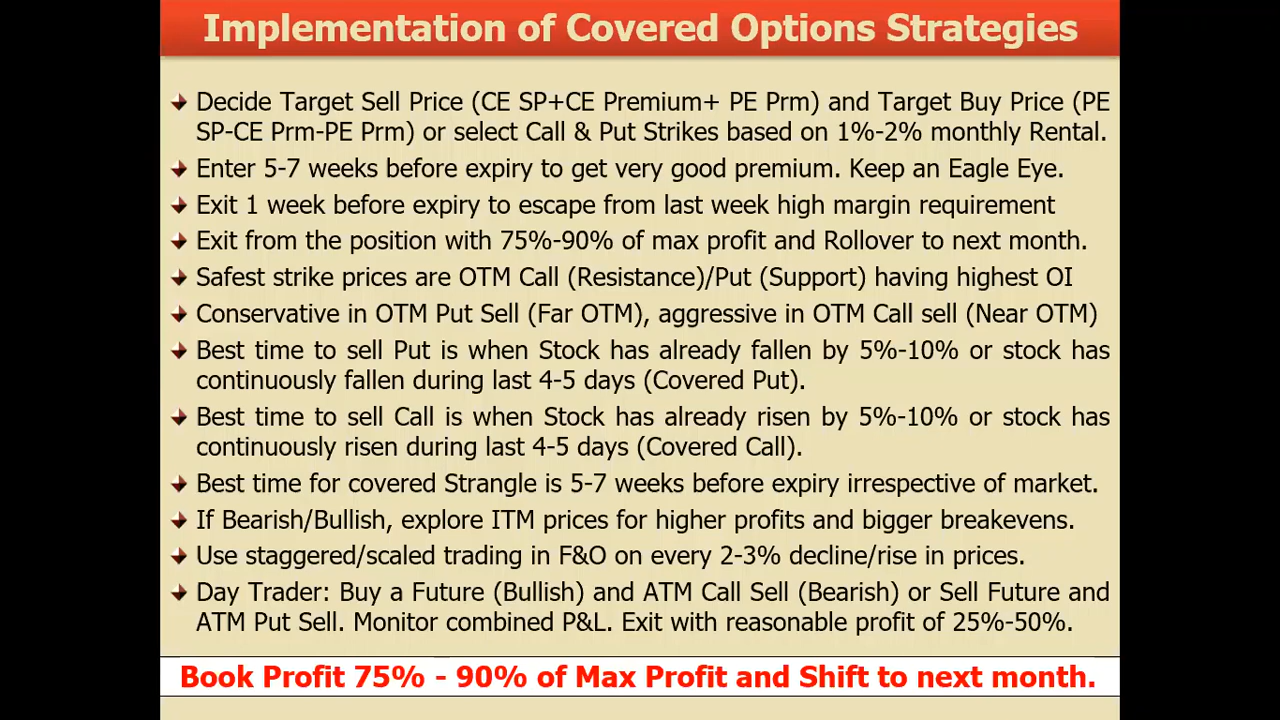 Implementation of Covered Options Strategies
Decide Target Sell Price (CE SP+CE Premium+ PE Prm) and Target Buy Price (PE
SP-CE Prm-PE Prm) or select Call & Put Strikes based on 1%-2% monthly Rental.
Enter 5-7 weeks before expiry to get very good premium. Keep an Eagle Eye.
Exit 1 week before expiry to escape from last week high margin requirement
Exit from the position with 75%-90% of max profit and Rollover to next month.
Safest strike prices are OTM Call (Resistance)/Put (Support) having highest OI
Conservative in OTM Put Sell (Far OTM), aggressive in OTM Call sell (Near OTM)
Best time to sell Put is when Stock has already fallen by 5%-10% or stock has
continuously fallen during last 4-5 days (Covered Put).
Best time to sell Call is when Stock has already risen by 5%-10% or stock has
continuously risen during last 4-5 days (Covered Call).
Best time for covered Strangle is 5-7 weeks before expiry irrespective of market.
If Bearish/Bullish, explore ITM prices for higher profits and bigger breakevens.
Use staggered/scaled trading in F&O on every 2-3% decline/rise in prices.
Day Trader: Buy a Future (Bullish) and ATM Call Sell (Bearish) or Sell Future and
ATM Put Sell. Monitor combined P&L. Exit with reasonable profit of 25%-50%.
Book Profit 75% - 90% of Max Profit and Shift to next month.